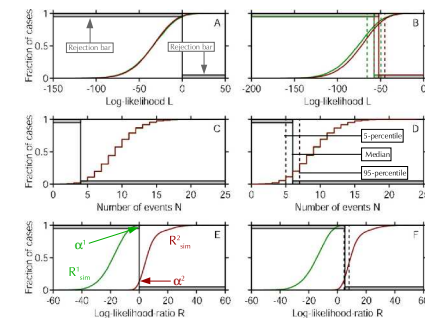 Fraction of cases
1
0.5
0
Rejection bar
A
Rejection bar
-150 -100 -50 0 50
Log-likelihood L
1
0.5
0
B
-200 -150 -100 -50 0
Log-likelihood L
Fraction of cases
1
0.5
0
C
0 5 10 15 20 25
Number of events N
1
0.5
0
D
5-percentile
Median
95-percentile
0 5 10 15 20 25
Number of events N
Fraction of cases
1
0.5
0
α¹
R¹sim
E
R²sim
α²
-60 -40 -20 0 20 40 60
Log-likelihood-ratio R
1
0.5
0
F
-40 -20 0 20 40 60
Log-likelihood-ratio R